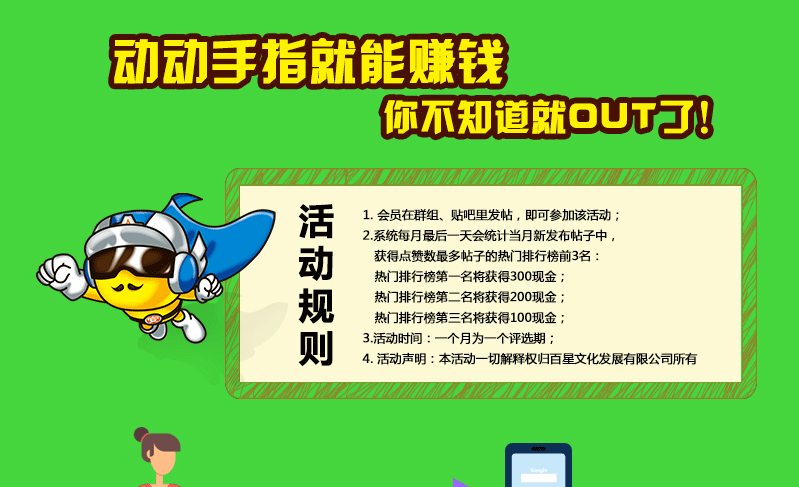 动动手指就能赚钱
你不知道就OUT了!
活动规则
1. 会员在群组、贴吧里发帖，即可参加该活动；
2.系统每月最后一天会统计当月新发布帖子中，
获得点赞数最多帖子的热门排行榜前3名：
热门排行榜第一名将获得300现金；
热门排行榜第二名将获得200现金；
热门排行榜第三名将获得100现金；
3.活动时间：一个月为一个评选期；
4. 活动声明：本活动一切解释权归百星文化发展有限公司所有
Google